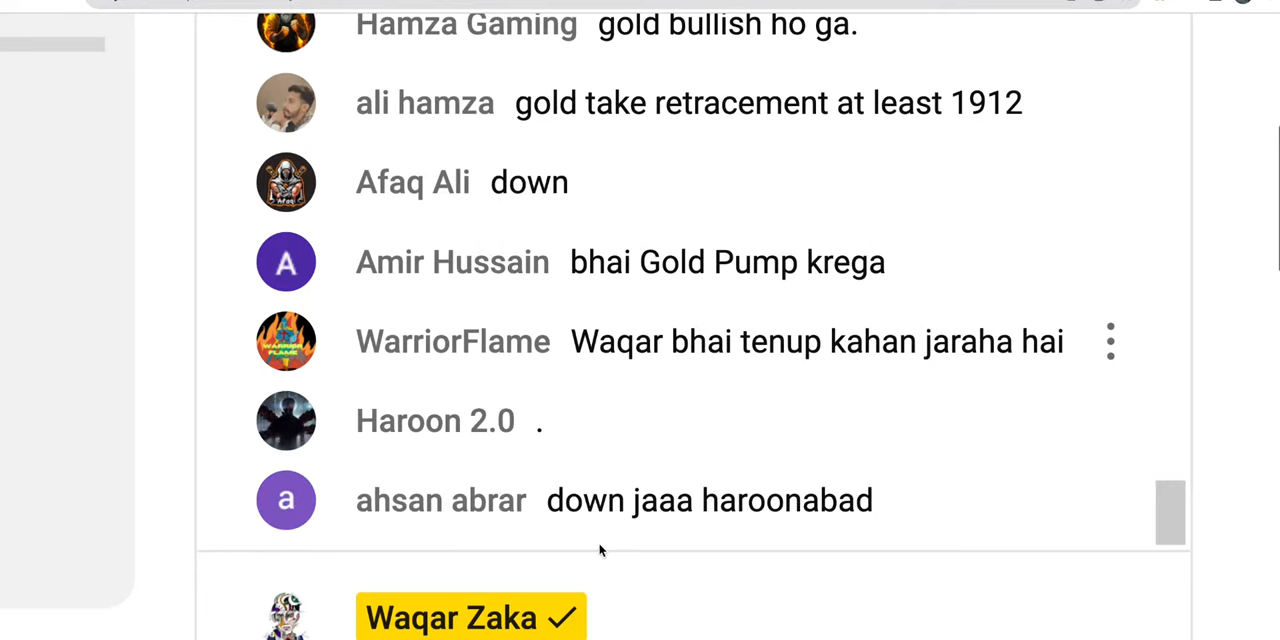 Hamza Gaming gold bullish ho ga.
ali hamza gold take retracement at least 1912
Afaq Ali down
A Amir Hussain bhai Gold Pump krega
WarriorFlame Waqar bhai tenup kahan jaraha hai
Haroon 2.0 .
a ahsan abrar down jaaa haroonabad
Waqar Zaka